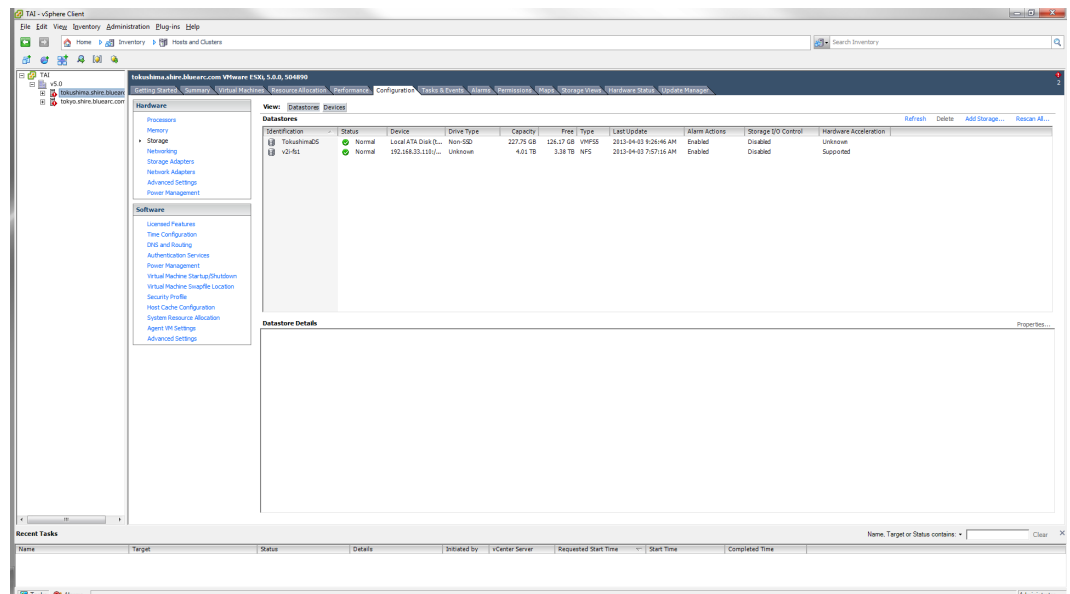 TAI - vSphere Client
File Edit View Inventory Administration Plug-ins Help
Home Inventory Hosts and Clusters
Search Inventory
TAI
v5.0
tokushima.shire.bluearc
tokyo.shire.bluearc.com
tokushima.shire.bluearc.com VMware ESXi, 5.0.0, 504890
2
Getting Started Summary Virtual Machines Resource Allocation Performance Configuration Tasks & Events Alarms Permissions Maps Storage Views Hardware Status Update Manager
Hardware
Processors
Memory
Storage
Networking
Storage Adapters
Network Adapters
Advanced Settings
Power Management
Software
Licensed Features
Time Configuration
DNS and Routing
Authentication Services
Power Management
Virtual Machine Startup/Shutdown
Virtual Machine Swapfile Location
Security Profile
Host Cache Configuration
System Resource Allocation
Agent VM Settings
Advanced Settings
View: Datastores Devices
Datastores
Refresh Delete Add Storage... Rescan All...
Identification Status Device Drive Type Capacity Free Type Last Update Alarm Actions Storage I/O Control Hardware Acceleration
TokushimaDS Normal Local ATA Disk (t... Non-SSD 227.75 GB 126.17 GB VMFS5 2013-04-03 9:26:46 AM Enabled Disabled Unknown
v2i-fs1 Normal 192.168.33.110:/... Unknown 4.01 TB 3.38 TB NFS 2013-04-03 7:57:16 AM Enabled Disabled Supported
Datastore Details
Properties...
Recent Tasks
Name, Target or Status contains:
Clear
Name Target Status Details Initiated by vCenter Server Requested Start Time Start Time Completed Time